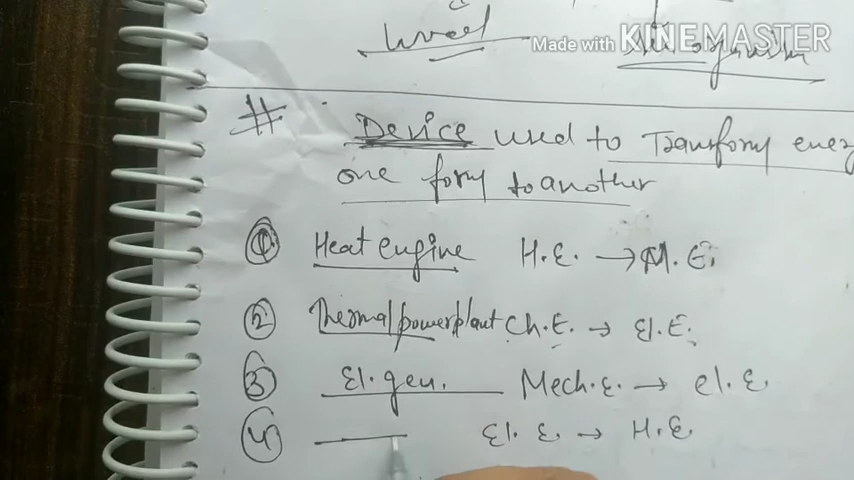 Made with KINEMASTER
# Device used to Transform ener
one form to another
① Heat engine H.E. → M.E.
② Thermal powerplant Ch.E. → El.E.
③ El.gen. Mech.E. → el.E.
④ El.E. → H.E.